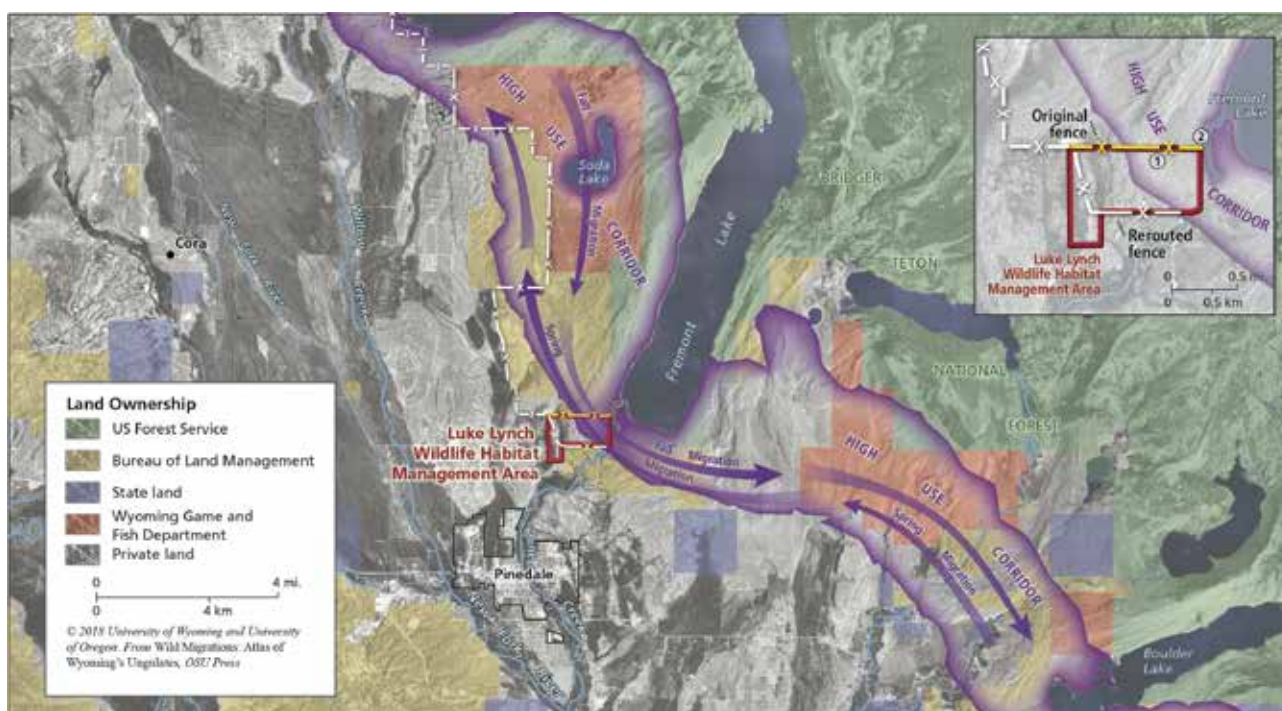 HIGH
USE
CORRIDOR
Fall
Migration
Soda
Lake
Spring
Fremont
Lake
BRIDGER
TETON
NATIONAL
FOREST
Cora
Luke Lynch
Wildlife Habitat
Management Area
Fall Migration
Migration
HIGH
USE
CORRIDOR
Spring
Migration
Pinedale
Boulder
Lake
Original
fence
HIGH
USE
CORRIDOR
Fremont
Lake
1
2
Rerouted
fence
Luke Lynch
Wildlife Habitat
Management Area
0 0.5 mi.
0 0.5 km
Land Ownership
US Forest Service
Bureau of Land Management
State land
Wyoming Game and
Fish Department
Private land
0 4 mi.
0 4 km
© 2018 University of Wyoming and University
of Oregon. From Wild Migrations: Atlas of
Wyoming's Ungulates, OSU Press